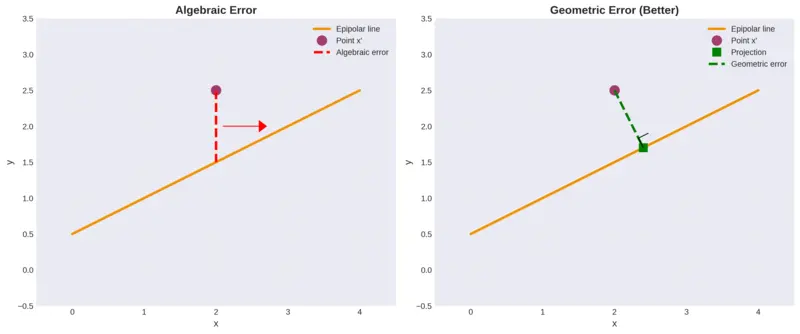 Algebraic Error
3.5
3.0
2.5
2.0
1.5
1.0
0.5
0.0
−0.5
y
0
1
2
3
4
x
Epipolar line
Point x'
Algebraic error
Geometric Error (Better)
3.5
3.0
2.5
2.0
1.5
1.0
0.5
0.0
−0.5
y
0
1
2
3
4
x
Epipolar line
Point x'
Projection
Geometric error